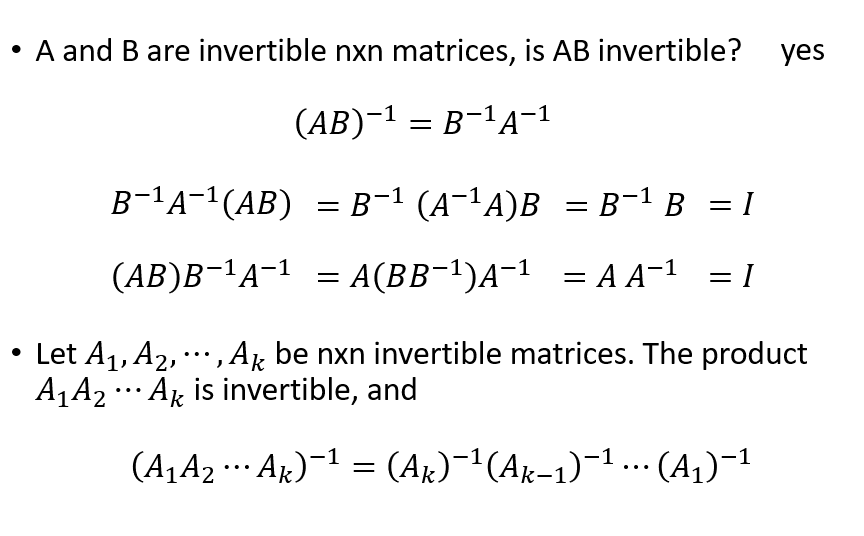 • A and B are invertible nxn matrices, is AB invertible? yes
(AB)⁻¹ = B⁻¹A⁻¹
B⁻¹A⁻¹(AB) = B⁻¹ (A⁻¹A)B = B⁻¹ B = I
(AB)B⁻¹A⁻¹ = A(BB⁻¹)A⁻¹ = A A⁻¹ = I
• Let A₁, A₂, ⋯ , Aₖ be nxn invertible matrices. The product
A₁A₂ ⋯ Aₖ is invertible, and
(A₁A₂ ⋯ Aₖ)⁻¹ = (Aₖ)⁻¹(Aₖ₋₁)⁻¹ ⋯ (A₁)⁻¹